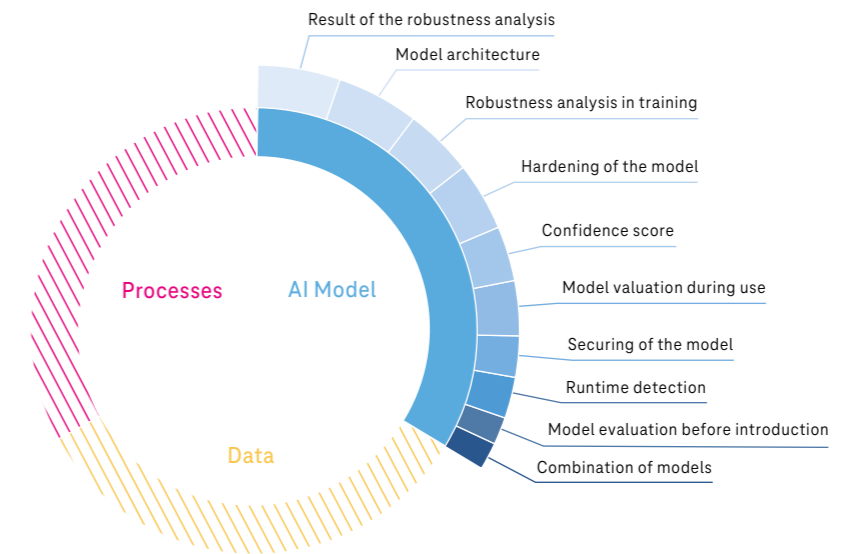 Result of the robustness analysis
Model architecture
Robustness analysis in training
Hardening of the model
Confidence score
Processes
AI Model
Model valuation during use
Securing of the model
Runtime detection
Model evaluation before introduction
Data
Combination of models